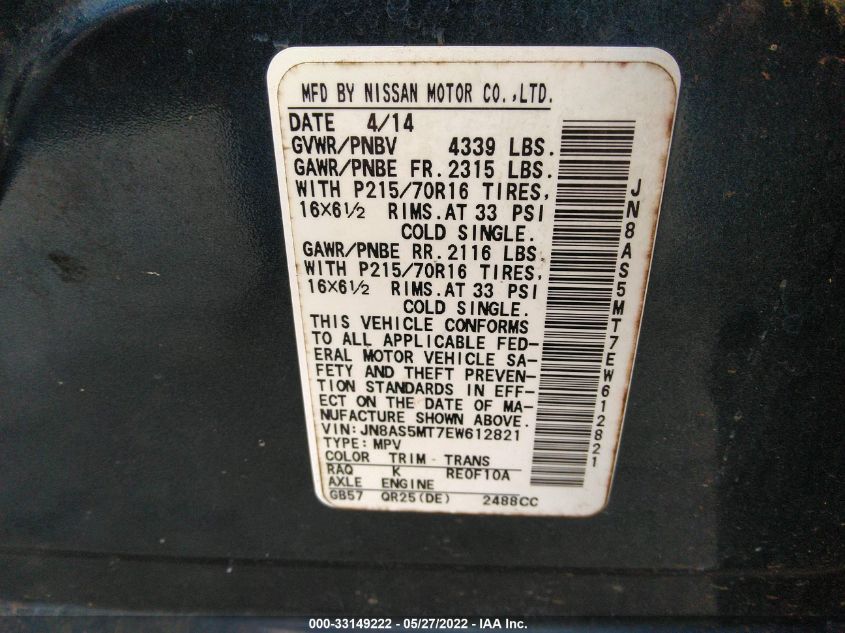 MFD BY NISSAN MOTOR CO.,LTD.
DATE 4/14
GVWR/PNBV 4339 LBS.
GAWR/PNBE FR. 2315 LBS.
WITH P215/70R16 TIRES,
16X6½ RIMS.AT 33 PSI
COLD SINGLE.
GAWR/PNBE RR. 2116 LBS.
WITH P215/70R16 TIRES,
16X6½ RIMS.AT 33 PSI
COLD SINGLE.
THIS VEHICLE CONFORMS
TO ALL APPLICABLE FED-
ERAL MOTOR VEHICLE SA-
FETY AND THEFT PREVEN-
TION STANDARDS IN EFF-
ECT ON THE DATE OF MA-
NUFACTURE SHOWN ABOVE.
VIN:JN8AS5MT7EW612821
TYPE:MPV
COLOR TRIM TRANS
RAQ K RE0F10A
AXLE ENGINE
GB57 QR25(DE) 2488CC
JN8AS5MT7EW612821
000-33149222 - 05/27/2022 - IAA Inc.